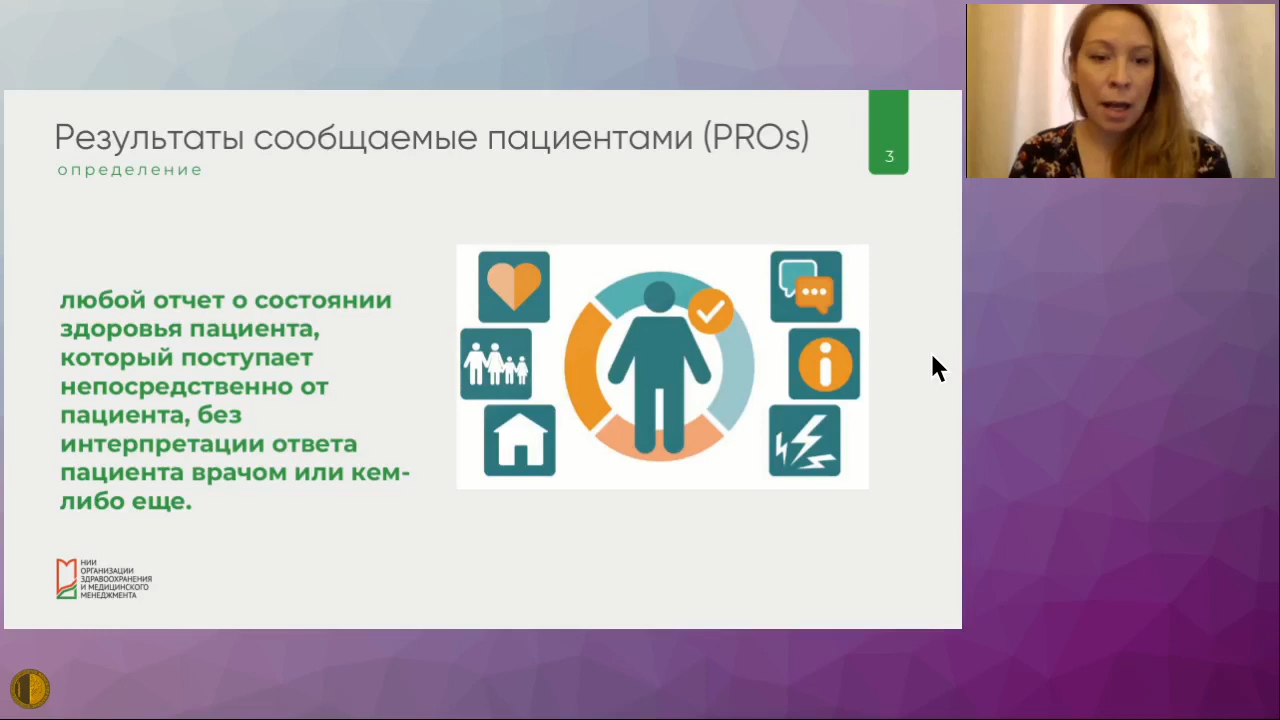 Результаты сообщаемые пациентами (PROs)
3
определение
любой отчет о состоянии
здоровья пациента,
который поступает
непосредственно от
пациента, без
интерпретации ответа
пациента врачом или кем-
либо еще.
НИИ
ОРГАНИЗАЦИИ
ЗДРАВООХРАНЕНИЯ
И МЕДИЦИНСКОГО
МЕНЕДЖМЕНТА